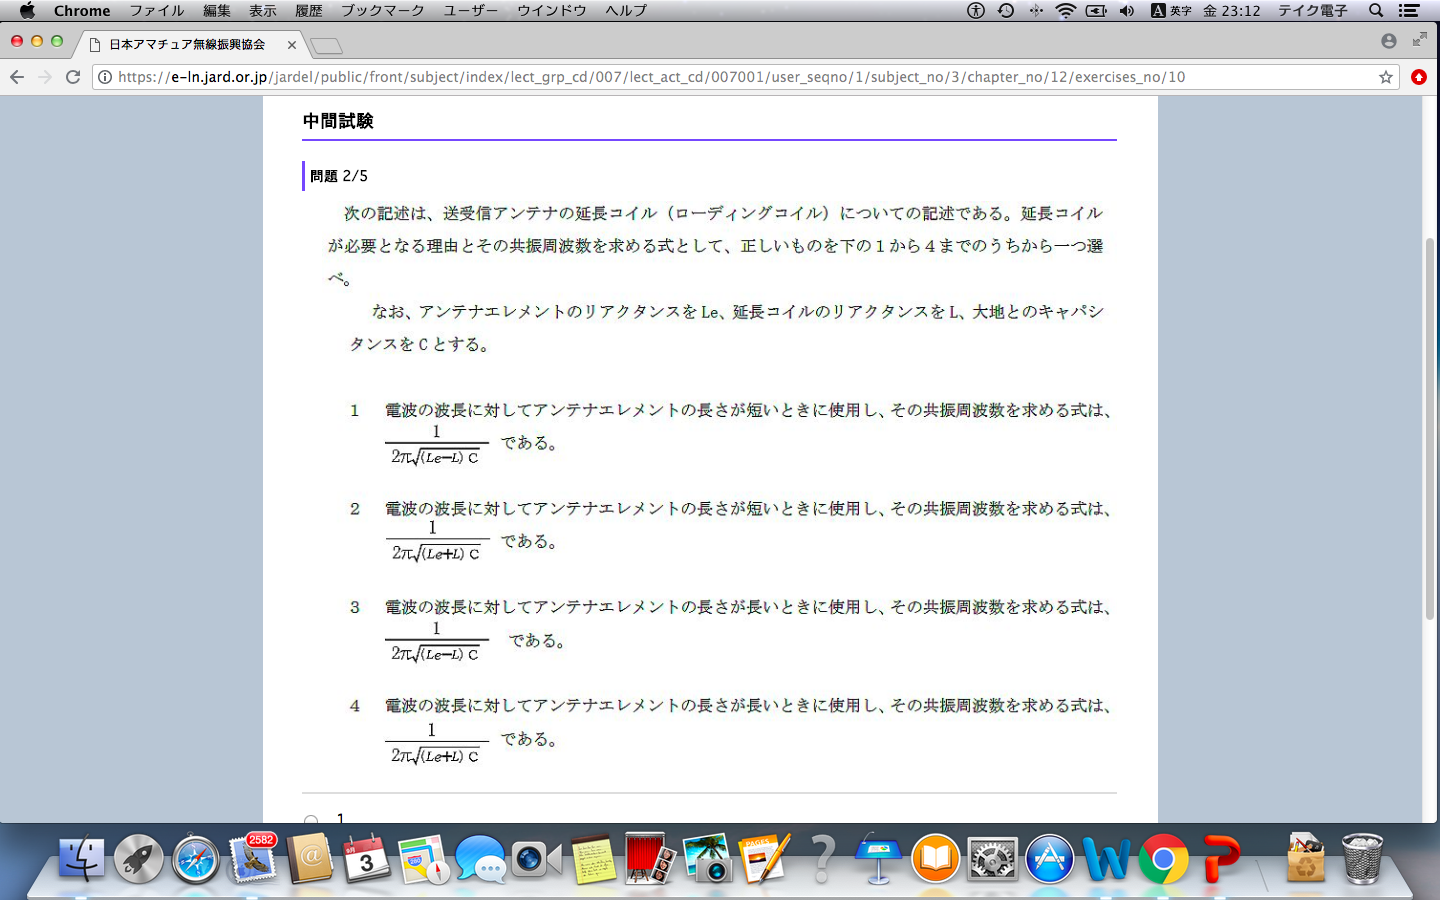 Chrome ファイル 編集 表示 履歴 ブックマーク ユーザー ウインドウ ヘルプ A 英字 金 23:12 テイク電子
日本アマチュア無線振興協会
https://e-ln.jard.or.jp/jardel/public/front/subject/index/lect_grp_cd/007/lect_act_cd/007001/user_seqno/1/subject_no/3/chapter_no/12/exercises_no/10
中間試験
問題 2/5
次の記述は、送受信アンテナの延長コイル（ローディングコイル）についての記述である。延長コイル
が必要となる理由とその共振周波数を求める式として、正しいものを下の１から４までのうちから一つ選
べ。
なお、アンテナエレメントのリアクタンスを Le、延長コイルのリアクタンスを L、大地とのキャパシ
タンスを C とする。
1 電波の波長に対してアンテナエレメントの長さが短いときに使用し、その共振周波数を求める式は、
1
2π√(Le−L) C である。
2 電波の波長に対してアンテナエレメントの長さが短いときに使用し、その共振周波数を求める式は、
1
2π√(Le+L) C である。
3 電波の波長に対してアンテナエレメントの長さが長いときに使用し、その共振周波数を求める式は、
1
2π√(Le−L) C である。
4 電波の波長に対してアンテナエレメントの長さが長いときに使用し、その共振周波数を求める式は、
1
2π√(Le+L) C である。
1
2582
9月
3
280
PAGES